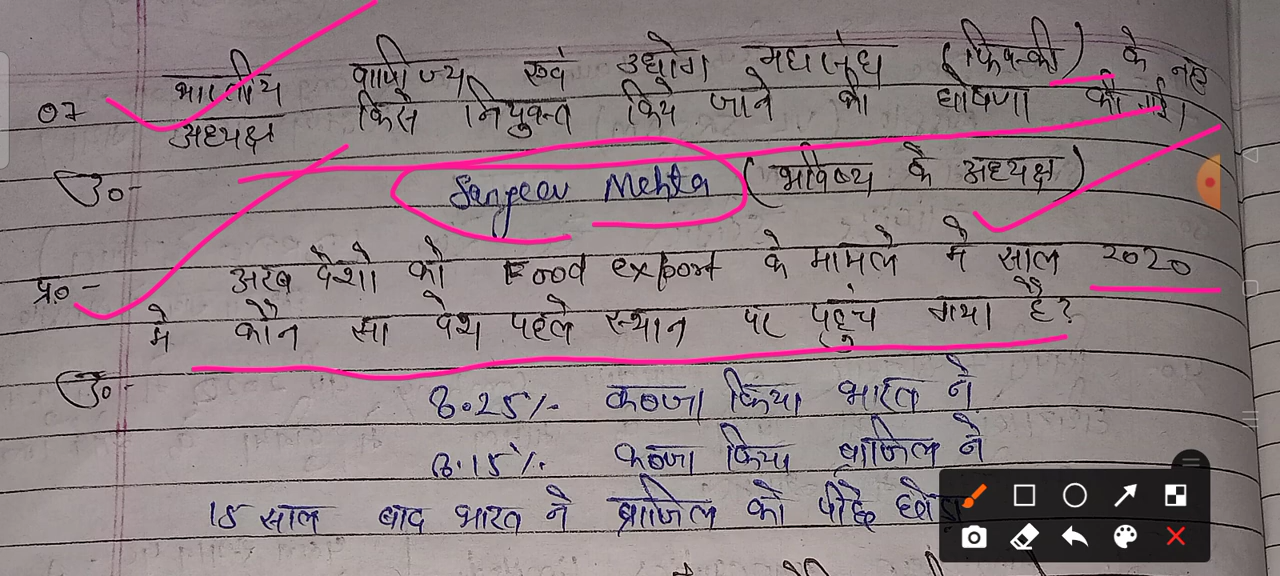 07 भारतीय वाणिज्य एवं उद्योग महासंघ (फिक्की) के नए
अध्यक्ष किसे नियुक्त किये जाने की घोषणा की गई।
उ०- Sanjeev Mehta (भविष्य के अध्यक्ष)
प्र०- अरब देशो को Food export के मामले मे साल 2020
मे कौन सा देश पहले स्थान पर पहुंच गया है?
उ०- 8.25% कब्जा किया भारत ने
8.15% कब्जा किया ब्राजिल ने
15 साल बाद भारत ने ब्राजिल को पीछे छोड़ा